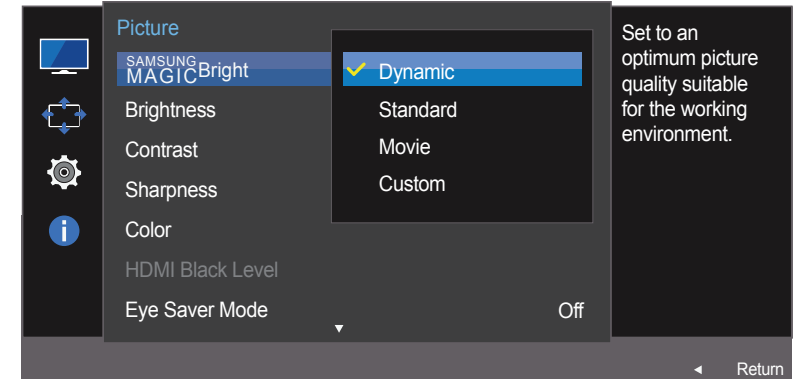 Picture
SAMSUNG
MAGICBright
Dynamic
Brightness
Standard
Contrast
Movie
Sharpness
Custom
Color
HDMI Black Level
Eye Saver Mode Off
Set to an
optimum picture
quality suitable
for the working
environment.
Return